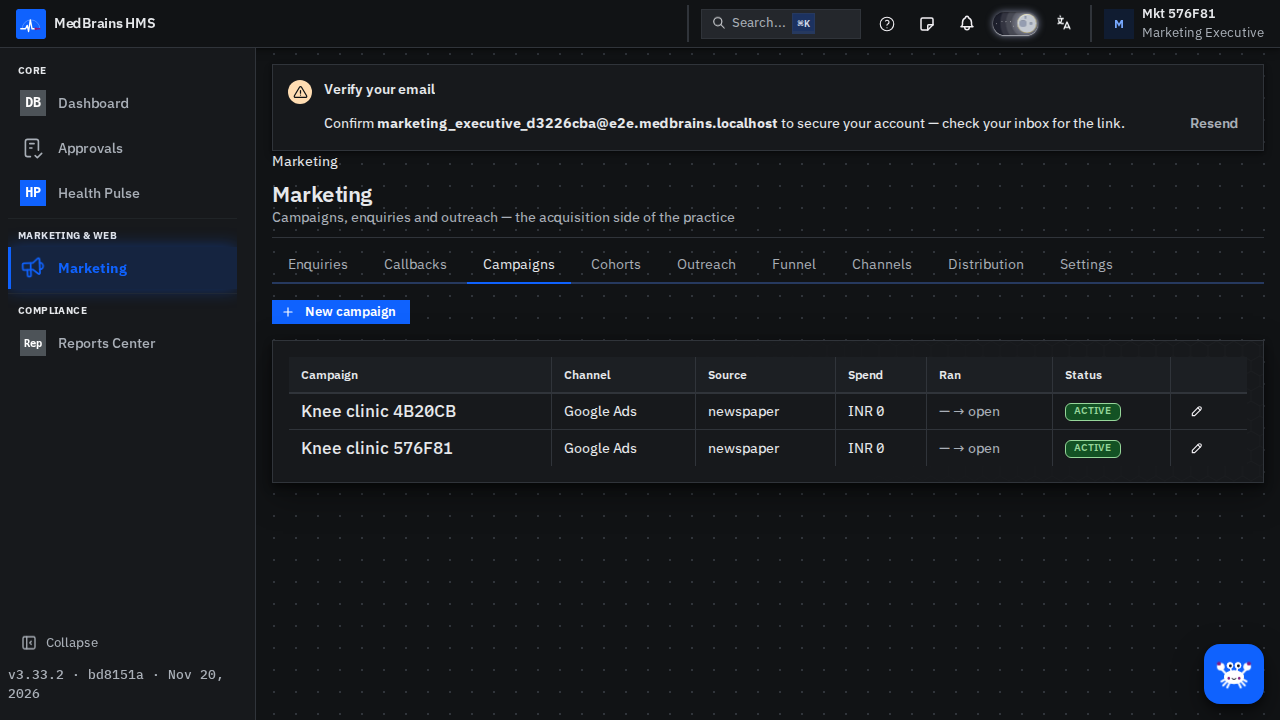 MedBrains HMS
Search... ⌘K
M
Mkt 576F81
Marketing Executive
CORE
DB Dashboard
Approvals
HP Health Pulse
MARKETING & WEB
Marketing
COMPLIANCE
Rep Reports Center
Collapse
v3.33.2 · bd8151a · Nov 20,
2026
Verify your email
Confirm marketing_executive_d3226cba@e2e.medbrains.localhost to secure your account — check your inbox for the link.
Resend
Marketing
Marketing
Campaigns, enquiries and outreach — the acquisition side of the practice
Enquiries Callbacks Campaigns Cohorts Outreach Funnel Channels Distribution Settings
+ New campaign
Campaign Channel Source Spend Ran Status
Knee clinic 4B20CB Google Ads newspaper INR 0 — → open ACTIVE
Knee clinic 576F81 Google Ads newspaper INR 0 — → open ACTIVE